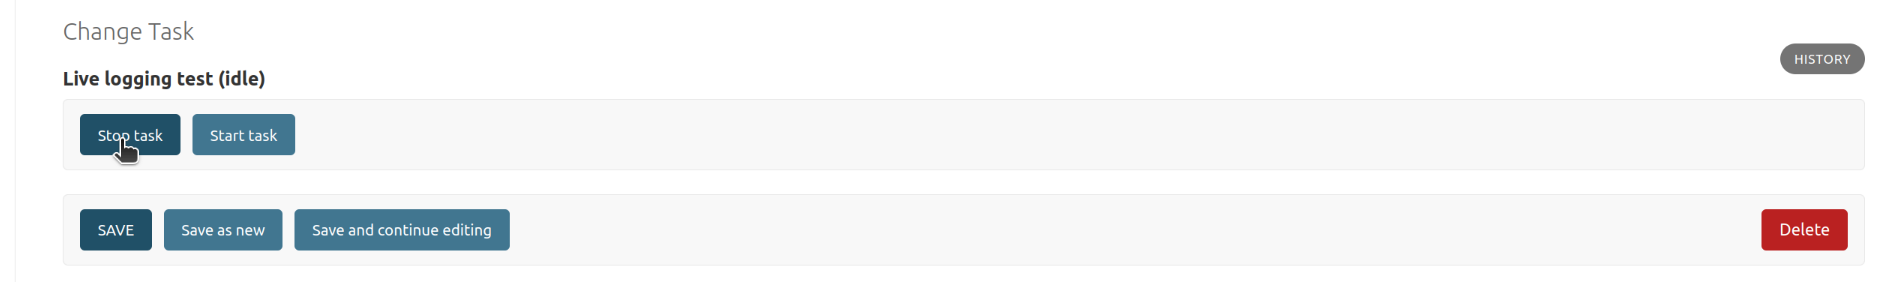 Change Task
HISTORY
Live logging test (idle)
Stop task Start task
SAVE Save as new Save and continue editing Delete